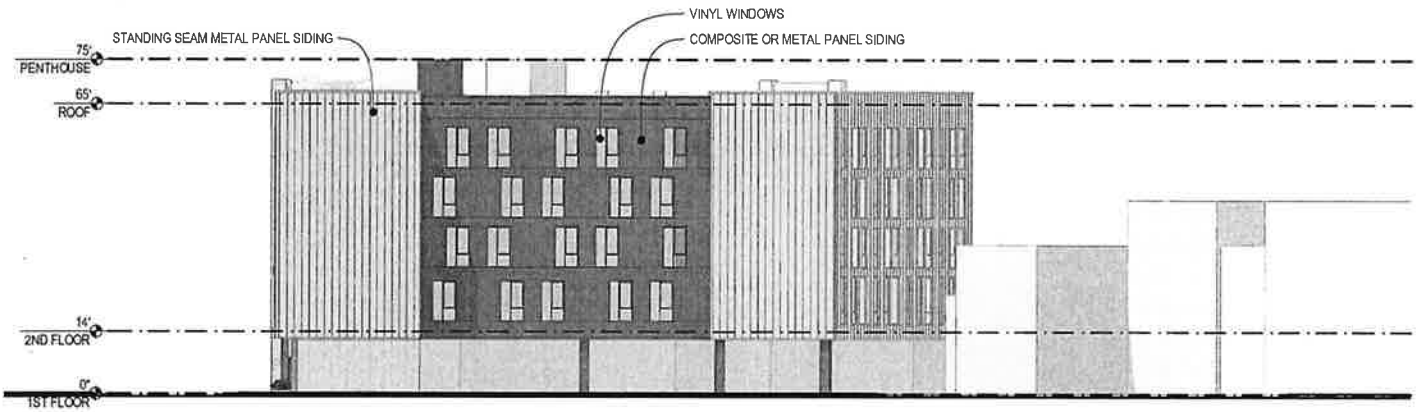 VINYL WINDOWS
STANDING SEAM METAL PANEL SIDING
COMPOSITE OR METAL PANEL SIDING
75'
PENTHOUSE
65'
ROOF
14'
2ND FLOOR
0"
1ST FLOOR